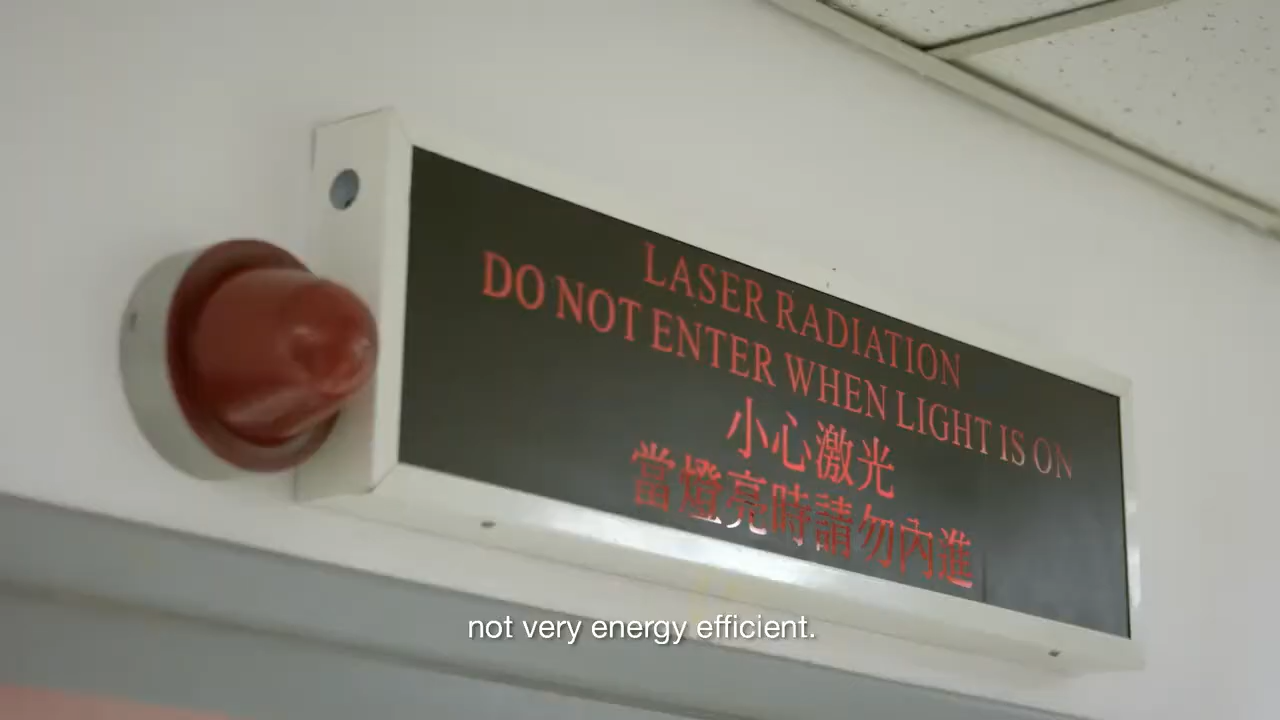 LASER RADIATION
DO NOT ENTER WHEN LIGHT IS ON
小心激光
當燈亮時請勿內進
not very energy efficient.